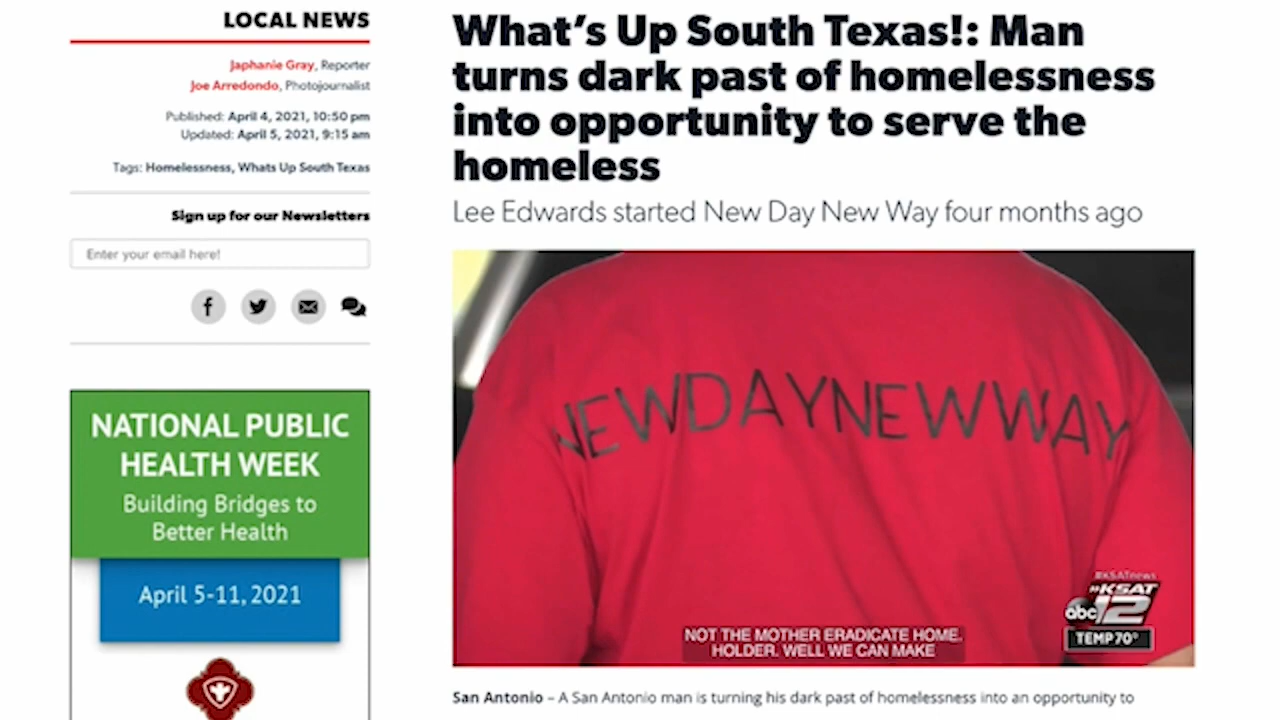 LOCAL NEWS
Japhanie Gray, Reporter
Joe Arredondo, Photojournalist
Published: April 4, 2021, 10:50 pm
Updated: April 5, 2021, 9:15 am
Tags: Homelessness, Whats Up South Texas
Sign up for our Newsletters
Enter your email here!
f
NATIONAL PUBLIC
HEALTH WEEK
Building Bridges to
Better Health
April 5-11, 2021
What's Up South Texas!: Man
turns dark past of homelessness
into opportunity to serve the
homeless
Lee Edwards started New Day New Way four months ago
NEWDAYNEWWAY
#KSATnews
#KSAT
abc 12
TEMP 70°
NOT THE MOTHER ERADICATE HOME.
HOLDER. WELL WE CAN MAKE
San Antonio – A San Antonio man is turning his dark past of homelessness into an opportunity to